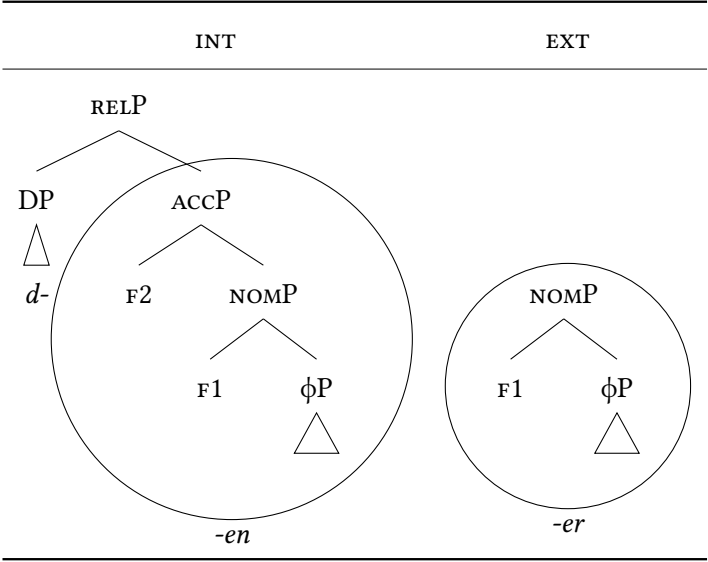 INT EXT
RELP
DP ACCP
d- F2 NOMP NOMP
F1 ϕP F1 ϕP
-en -er